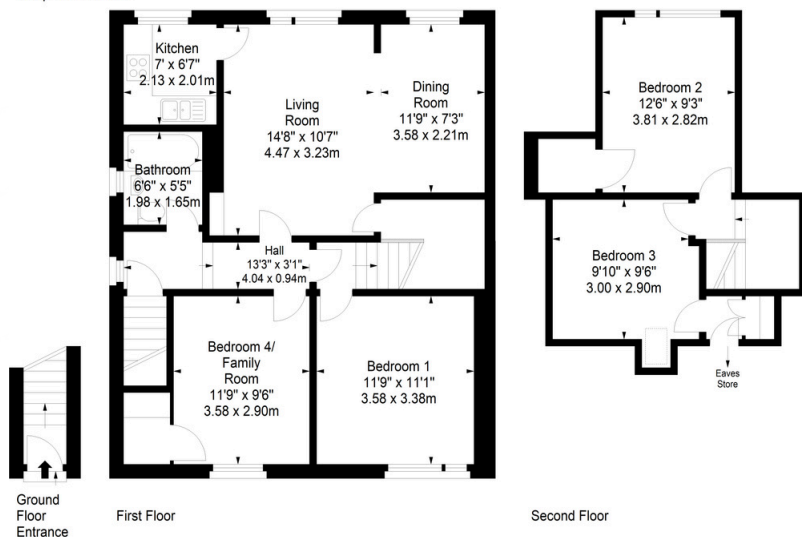 Kitchen
7' x 6'7"
2.13 x 2.01m
Living
Room
14'8" x 10'7"
4.47 x 3.23m
Dining
Room
11'9" x 7'3"
3.58 x 2.21m
Bathroom
6'6" x 5'5"
1.98 x 1.65m
Hall
13'3" x 3'1"
4.04 x 0.94m
Bedroom 4/
Family
Room
11'9" x 9'6"
3.58 x 2.90m
Bedroom 1
11'9" x 11'1"
3.58 x 3.38m
Bedroom 2
12'6" x 9'3"
3.81 x 2.82m
Bedroom 3
9'10" x 9'6"
3.00 x 2.90m
Eaves
Store
Ground
Floor
Entrance
First Floor
Second Floor